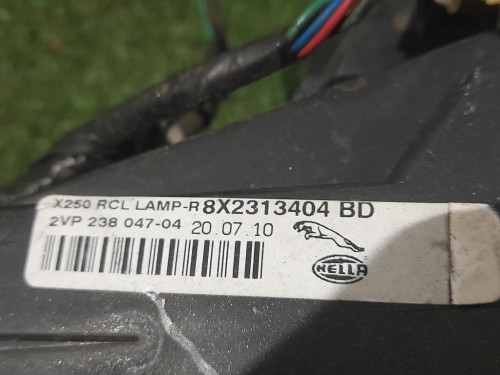 X250 RCL LAMP-R 8X2313404 BD
2VP 238 047-04 20.07.10
HELLA